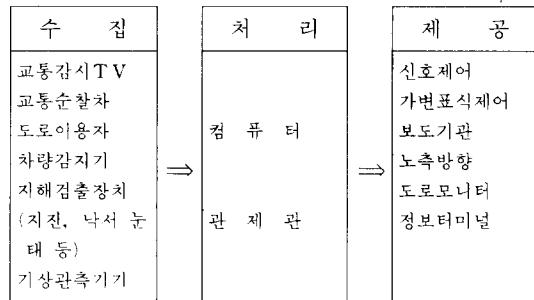 수 집
교통감시TV
교통순찰차
도로이용자
차량감지기
지해검출장치
(지진, 낙서 눈
태 등)
기상관측기기
⇒
처 리
컴 퓨 터
관 제 관
⇒
제 공
신호제어
가변표식제어
보도기관
노측방향
도로모니터
정보터미널